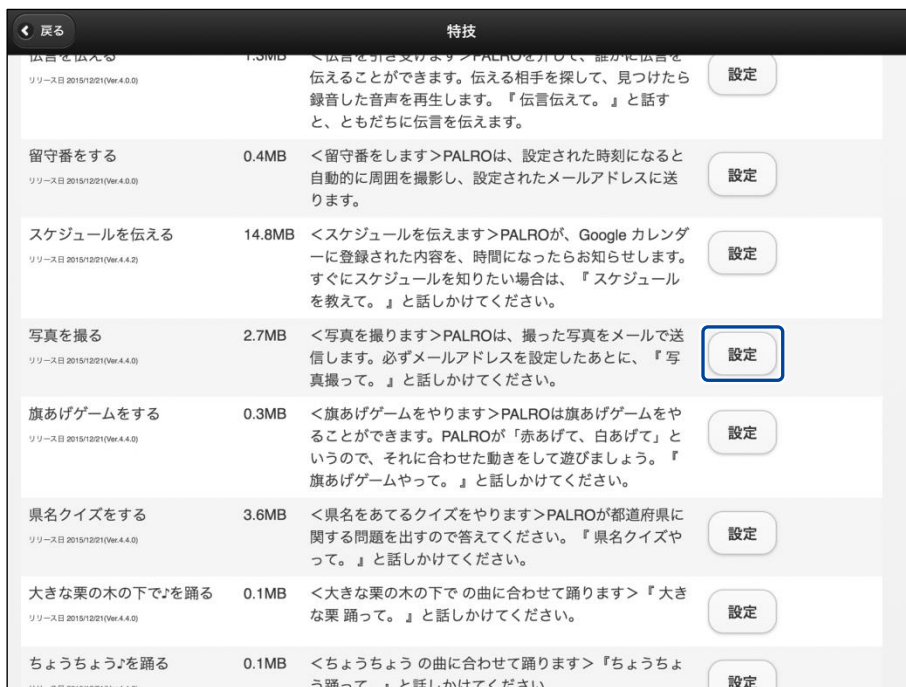 戻る
特技
伝言を伝える 1.3MB <伝言を引き受けます>PALROを介して、誰かに伝言を
リリース日 2015/12/21(Ver.4.0.0) 伝えることができます。伝える相手を探して、見つけたら 設定
録音した音声を再生します。『 伝言伝えて。 』と話す
と、ともだちに伝言を伝えます。
留守番をする 0.4MB <留守番をします>PALROは、設定された時刻になると
リリース日 2015/12/21(Ver.4.0.0) 自動的に周囲を撮影し、設定されたメールアドレスに送 設定
ります。
スケジュールを伝える 14.8MB <スケジュールを伝えます>PALROが、Google カレンダ
リリース日 2015/12/21(Ver.4.4.2) ーに登録された内容を、時間になったらお知らせします。 設定
すぐにスケジュールを知りたい場合は、『 スケジュール
を教えて。 』と話しかけてください。
写真を撮る 2.7MB <写真を撮ります>PALROは、撮った写真をメールで送
リリース日 2015/12/21(Ver.4.4.0) 信します。必ずメールアドレスを設定したあとに、『 写 設定
真撮って。 』と話しかけてください。
旗あげゲームをする 0.3MB <旗あげゲームをやります>PALROは旗あげゲームをや
リリース日 2015/12/21(Ver.4.4.0) ることができます。PALROが「赤あげて、白あげて」と 設定
いうので、それに合わせた動きをして遊びましょう。『
旗あげゲームやって。 』と話しかけてください。
県名クイズをする 3.6MB <県名をあてるクイズをやります>PALROが都道府県に
リリース日 2015/12/21(Ver.4.4.0) 関する問題を出すので答えてください。『 県名クイズや 設定
って。 』と話しかけてください。
大きな栗の木の下で♪を踊る 0.1MB <大きな栗の木の下で の曲に合わせて踊ります>『 大き
リリース日 2015/12/21(Ver.4.4.0) な栗 踊って。 』と話しかけてください。 設定
ちょうちょう♪を踊る 0.1MB <ちょうちょう の曲に合わせて踊ります>『ちょうちょ
う踊って。 』と話しかけてください 設定